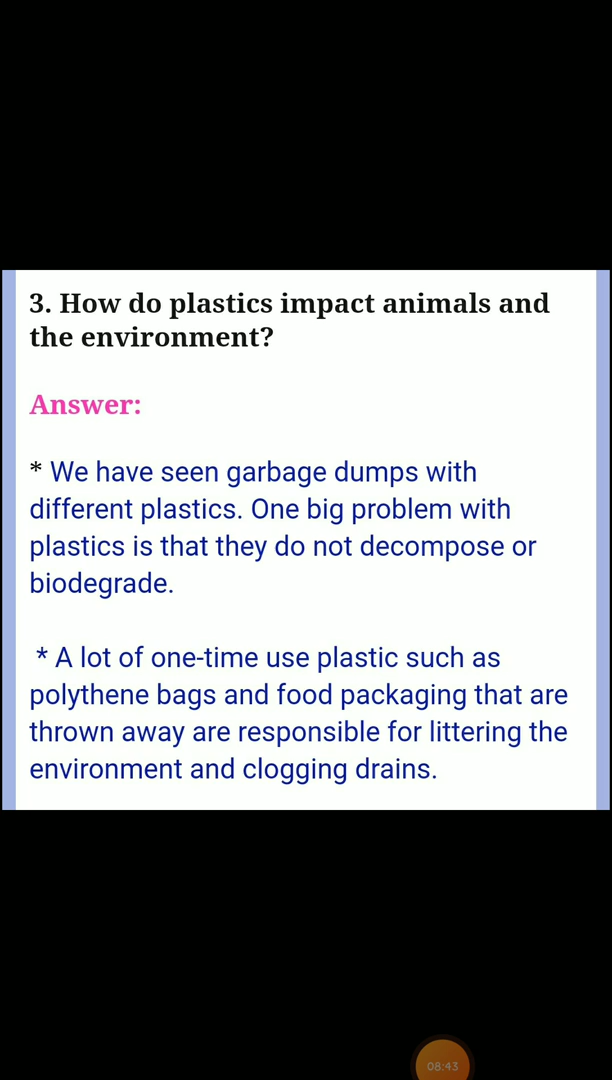 3. How do plastics impact animals and
the environment?
Answer:
* We have seen garbage dumps with
different plastics. One big problem with
plastics is that they do not decompose or
biodegrade.
* A lot of one-time use plastic such as
polythene bags and food packaging that are
thrown away are responsible for littering the
environment and clogging drains.
08:43